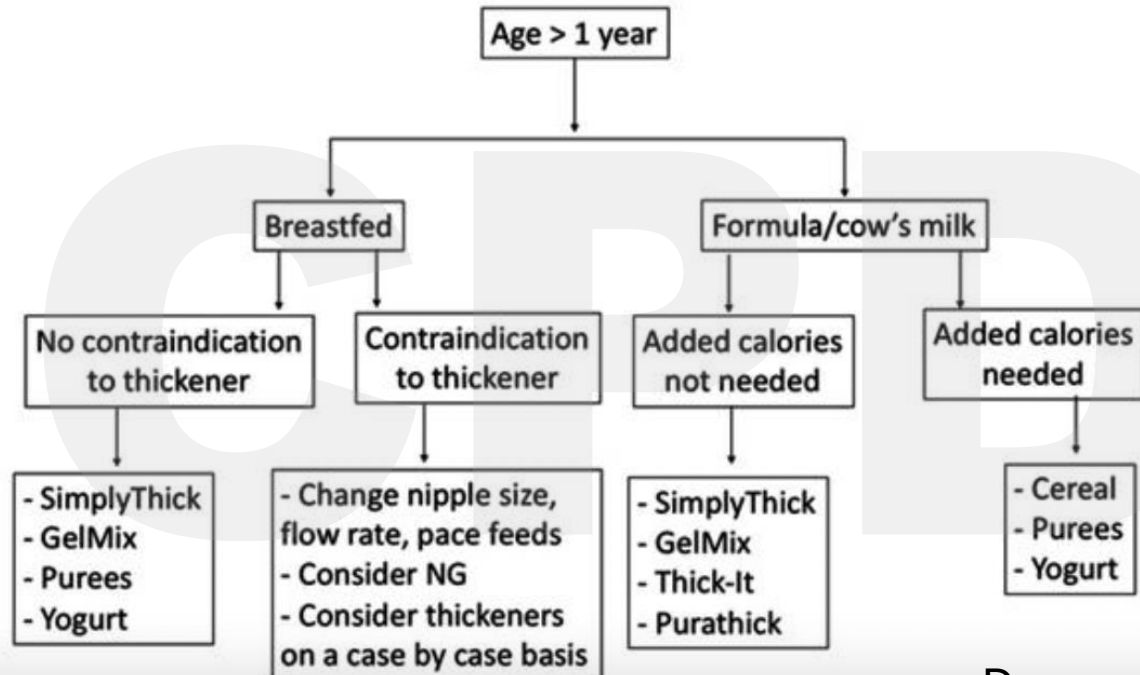 Age > 1 year
Breastfed
Formula/cow's milk
No contraindication
to thickener
Contraindication
to thickener
Added calories
not needed
Added calories
needed
- SimplyThick
- GelMix
- Purees
- Yogurt
- Change nipple size,
flow rate, pace feeds
- Consider NG
- Consider thickeners
on a case by case basis
- SimplyThick
- GelMix
- Thick-It
- Purathick
- Cereal
- Purees
- Yogurt
CPD